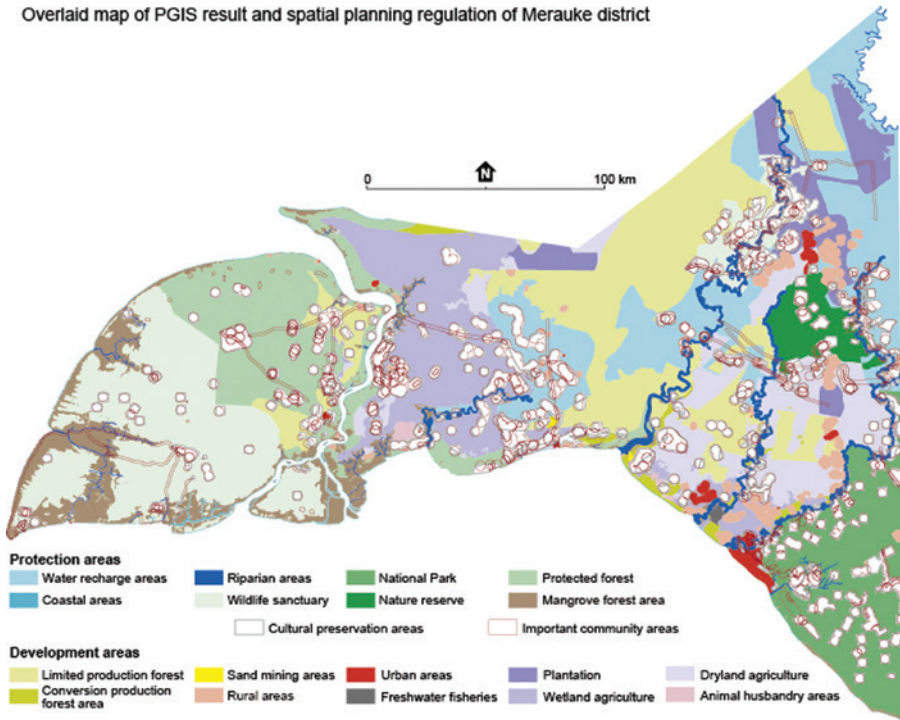 Overlaid map of PGIS result and spatial planning regulation of Merauke district
N
0 100 km
Protection areas
Water recharge areas Riparian areas National Park Protected forest
Coastal areas Wildlife sanctuary Nature reserve Mangrove forest area
Cultural preservation areas Important community areas
Development areas
Limited production forest Sand mining areas Urban areas Plantation Dryland agriculture
Conversion production
forest area Rural areas Freshwater fisheries Wetland agriculture Animal husbandry areas